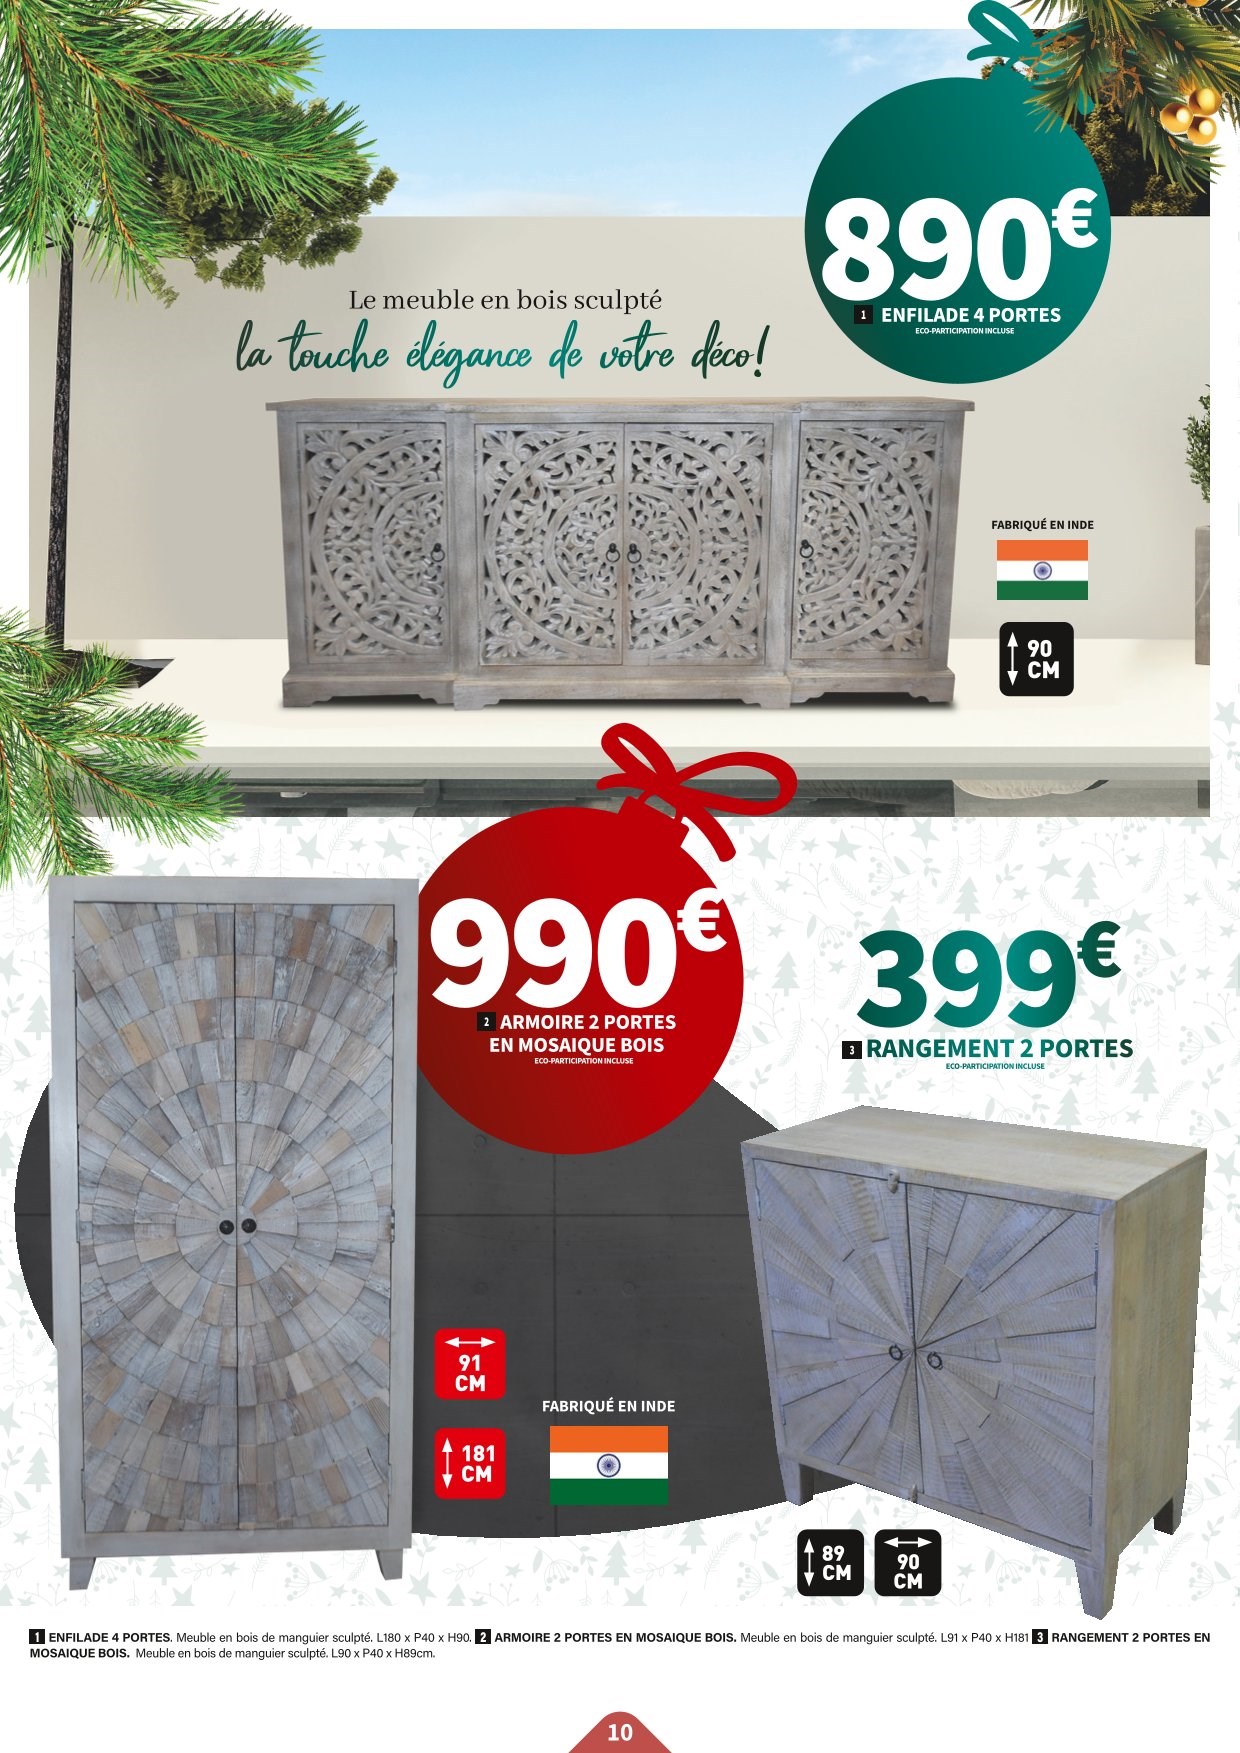 890€
1 ENFILADE 4 PORTES
ECO-PARTICIPATION INCLUSE
Le meuble en bois sculpté
la touche élégance de votre déco!
FABRIQUÉ EN INDE
90
CM
990€
2 ARMOIRE 2 PORTES
EN MOSAIQUE BOIS
ECO-PARTICIPATION INCLUSE
399€
3 RANGEMENT 2 PORTES
ECO-PARTICIPATION INCLUSE
91
CM
181
CM
FABRIQUÉ EN INDE
89
CM
90
CM
1 ENFILADE 4 PORTES. Meuble en bois de manguier sculpté. L180 x P40 x H90. 2 ARMOIRE 2 PORTES EN MOSAIQUE BOIS. Meuble en bois de manguier sculpté. L91 x P40 x H181 3 RANGEMENT 2 PORTES EN
MOSAIQUE BOIS. Meuble en bois de manguier sculpté. L90 x P40 x H89cm.
10